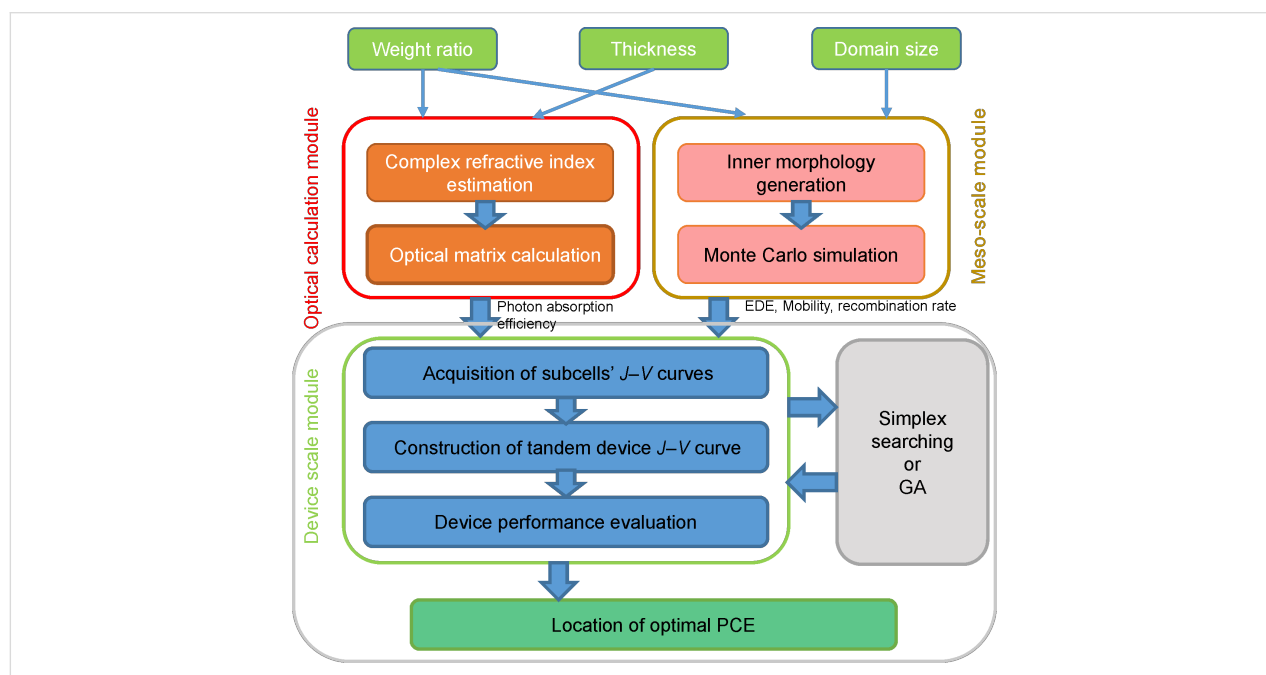 Weight ratio
Thickness
Domain size
Optical calculation module
Complex refractive index
estimation
Optical matrix calculation
Inner morphology
generation
Monte Carlo simulation
Meso-scale module
Photon absorption
efficiency
EDE, Mobility, recombination rate
Device scale module
Acquisition of subcells’ J–V curves
Construction of tandem device J–V curve
Device performance evaluation
Simplex
searching
or
GA
Location of optimal PCE